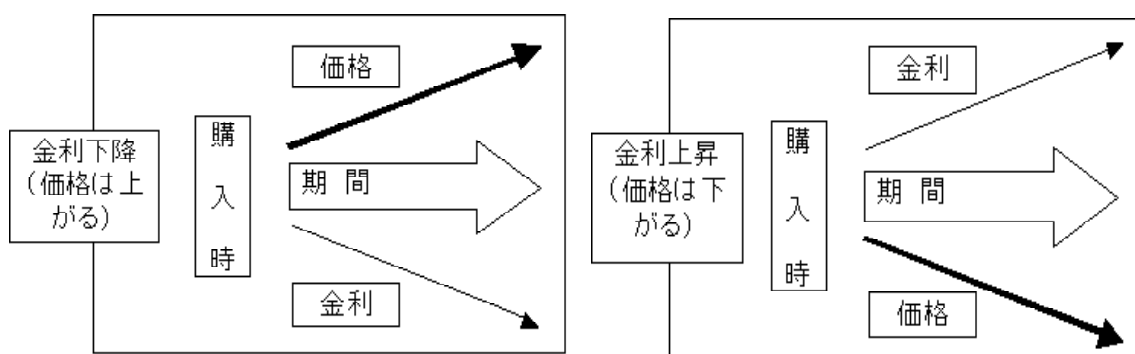 価格
金利下降
(価格は上
がる)
購入時
期間
金利
金利
金利上昇
(価格は下
がる)
購入時
期間
価格